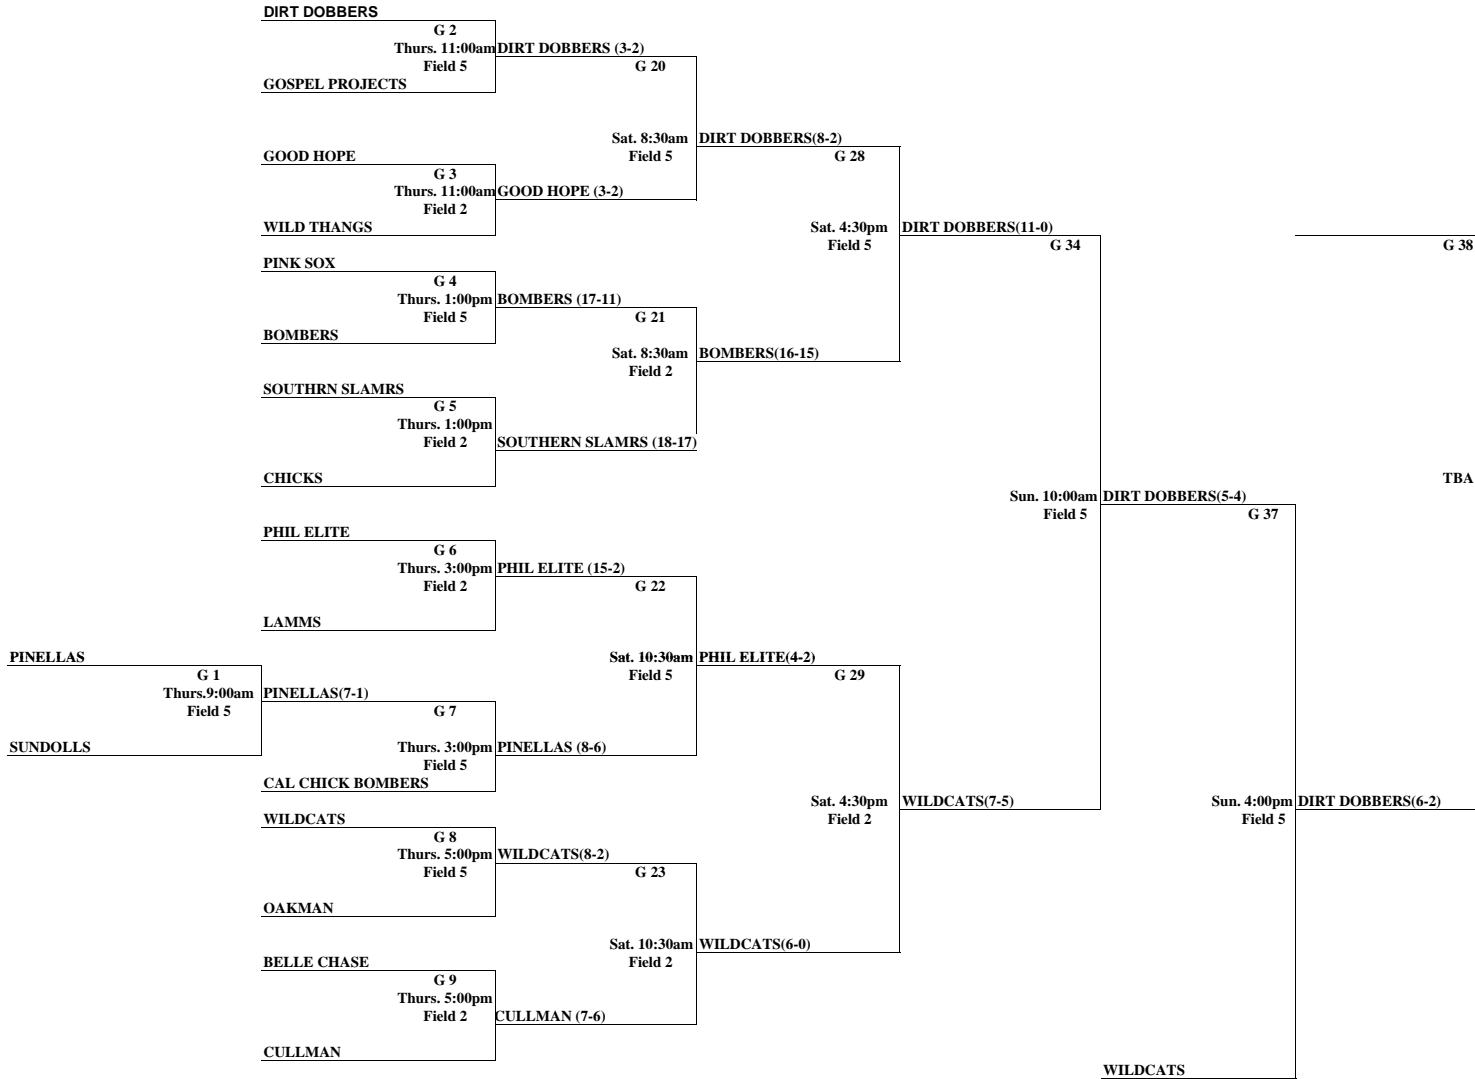 DIRT DOBBERS
G 2
Thurs. 11:00am DIRT DOBBERS (3-2)
Field 5 G 20
GOSPEL PROJECTS
Sat. 8:30am DIRT DOBBERS(8-2)
GOOD HOPE Field 5 G 28
G 3
Thurs. 11:00am GOOD HOPE (3-2)
Field 2
WILD THANGS Sat. 4:30pm DIRT DOBBERS(11-0)
Field 5 G 34 G 38
PINK SOX
G 4
Thurs. 1:00pm BOMBERS (17-11)
Field 5 G 21
BOMBERS
Sat. 8:30am BOMBERS(16-15)
Field 2
SOUTHRN SLAMRS
G 5
Thurs. 1:00pm
Field 2 SOUTHERN SLAMRS (18-17)
CHICKS TBA
Sun. 10:00am DIRT DOBBERS(5-4)
Field 5 G 37
PHIL ELITE
G 6
Thurs. 3:00pm PHIL ELITE (15-2)
Field 2 G 22
LAMMS
PINELLAS Sat. 10:30am PHIL ELITE(4-2)
G 1 Field 5 G 29
Thurs.9:00am PINELLAS(7-1)
Field 5 G 7
SUNDOLLS Thurs. 3:00pm PINELLAS (8-6)
Field 5
CAL CHICK BOMBERS
Sat. 4:30pm WILDCATS(7-5) Sun. 4:00pm DIRT DOBBERS(6-2)
WILDCATS Field 2 Field 5
G 8
Thurs. 5:00pm WILDCATS(8-2)
Field 5 G 23
OAKMAN
Sat. 10:30am WILDCATS(6-0)
BELLE CHASE Field 2
G 9
Thurs. 5:00pm
Field 2 CULLMAN (7-6)
CULLMAN
WILDCATS